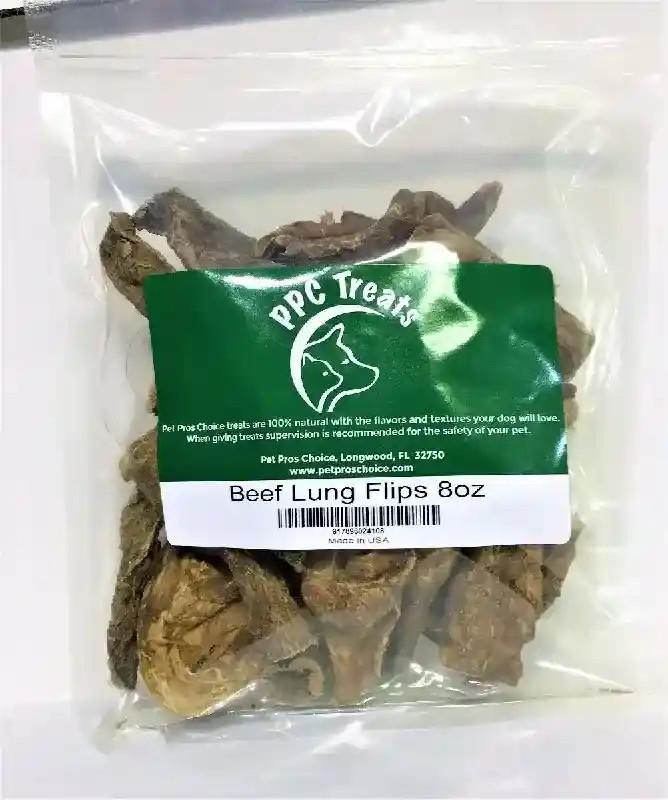 PPC Treats
Pet Pros Choice treats are 100% natural with the flavors and textures your dog will love.
When giving treats supervision is recommended for the safety of your pet.
Pet Pros Choice, Longwood, FL 32750
www.petproschoice.com
Beef Lung Flips 8oz
Made in USA